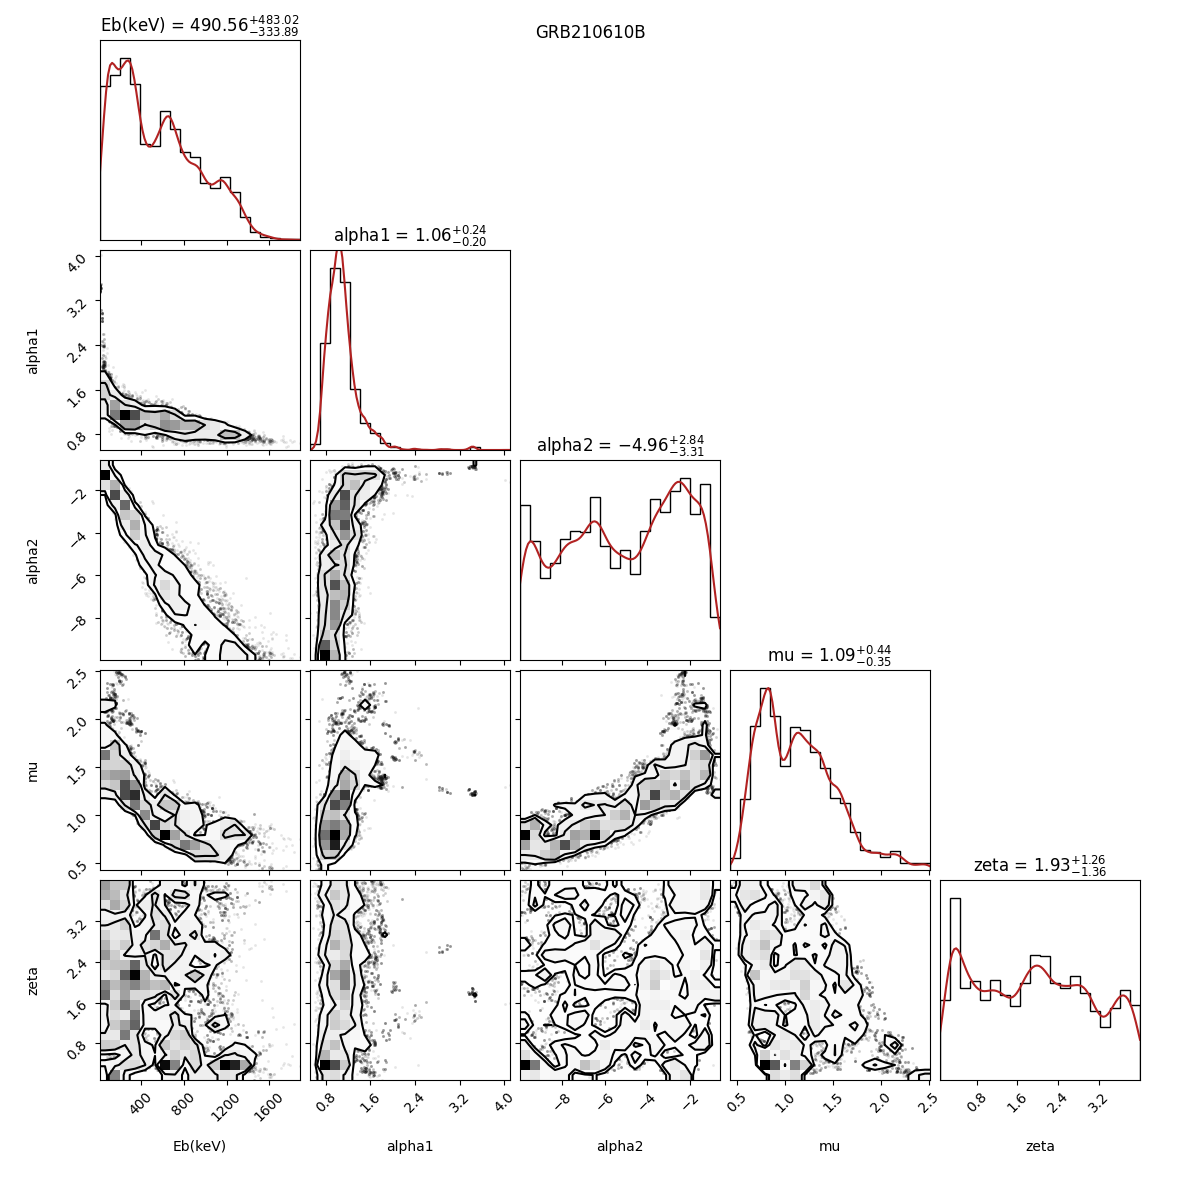 Eb(keV) = 490.56+483.02−333.89
GRB210610B
alpha1 = 1.06+0.24−0.20
4.0
3.2
2.4
1.6
0.8
alpha1
alpha2 = −4.96+2.84−3.31
−2
−4
−6
−8
alpha2
mu = 1.09+0.44−0.35
2.5
2.0
1.5
1.0
0.5
mu
zeta = 1.93+1.26−1.36
3.2
2.4
1.6
0.8
zeta
400 800 1200 1600
0.8 1.6 2.4 3.2 4.0
−8 −6 −4 −2
0.5 1.0 1.5 2.0 2.5
0.8 1.6 2.4 3.2
Eb(keV) alpha1 alpha2 mu zeta